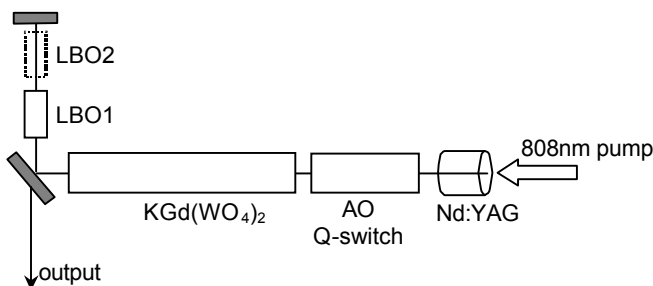 LBO2
LBO1
808nm pump
KGd(WO₄)₂
AO
Q-switch
Nd:YAG
output